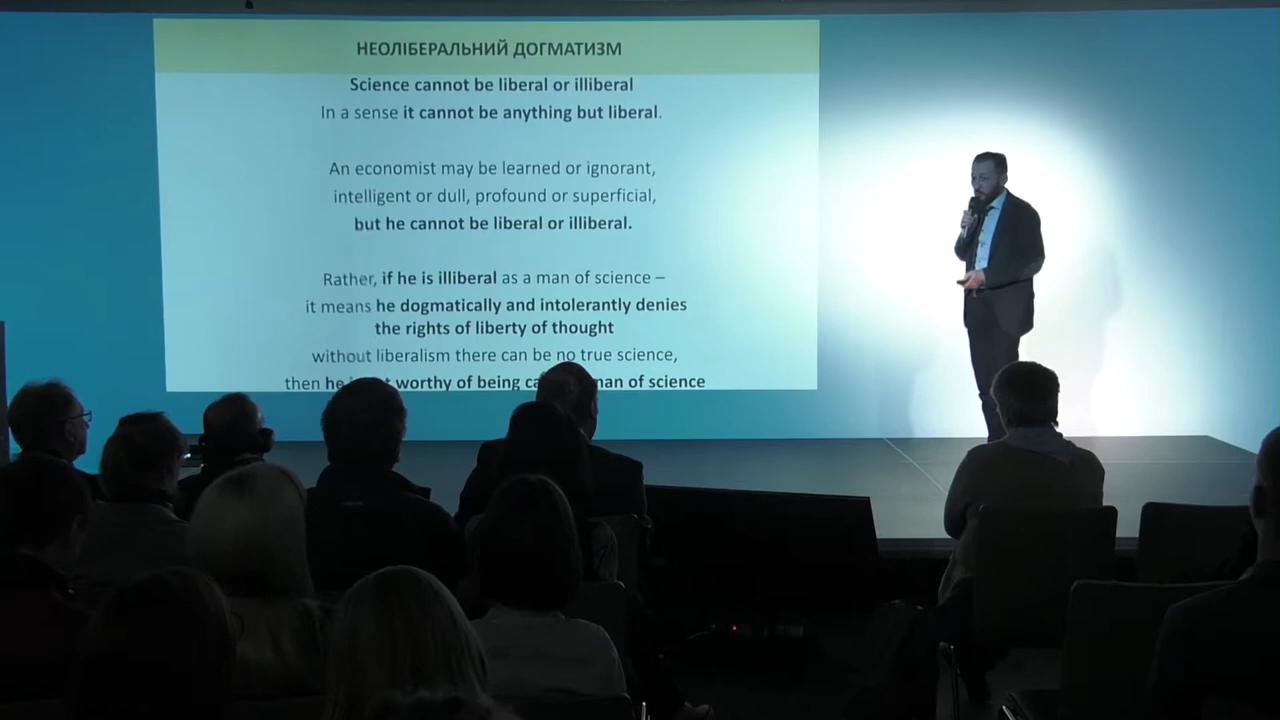 НЕОЛІБЕРАЛЬНИЙ ДОГМАТИЗМ
Science cannot be liberal or illiberal
In a sense it cannot be anything but liberal.
An economist may be learned or ignorant,
intelligent or dull, profound or superficial,
but he cannot be liberal or illiberal.
Rather, if he is illiberal as a man of science –
it means he dogmatically and intolerantly denies
the rights of liberty of thought
without liberalism there can be no true science,
then he worthy of being man of science